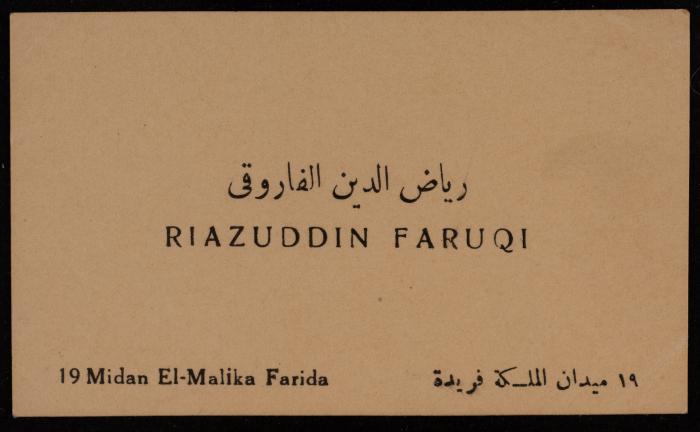 رياض الدين الفاروقى
RIAZUDDIN FARUQI
19 Midan El-Malika Farida
١٩ ميدان الملكة فريدة